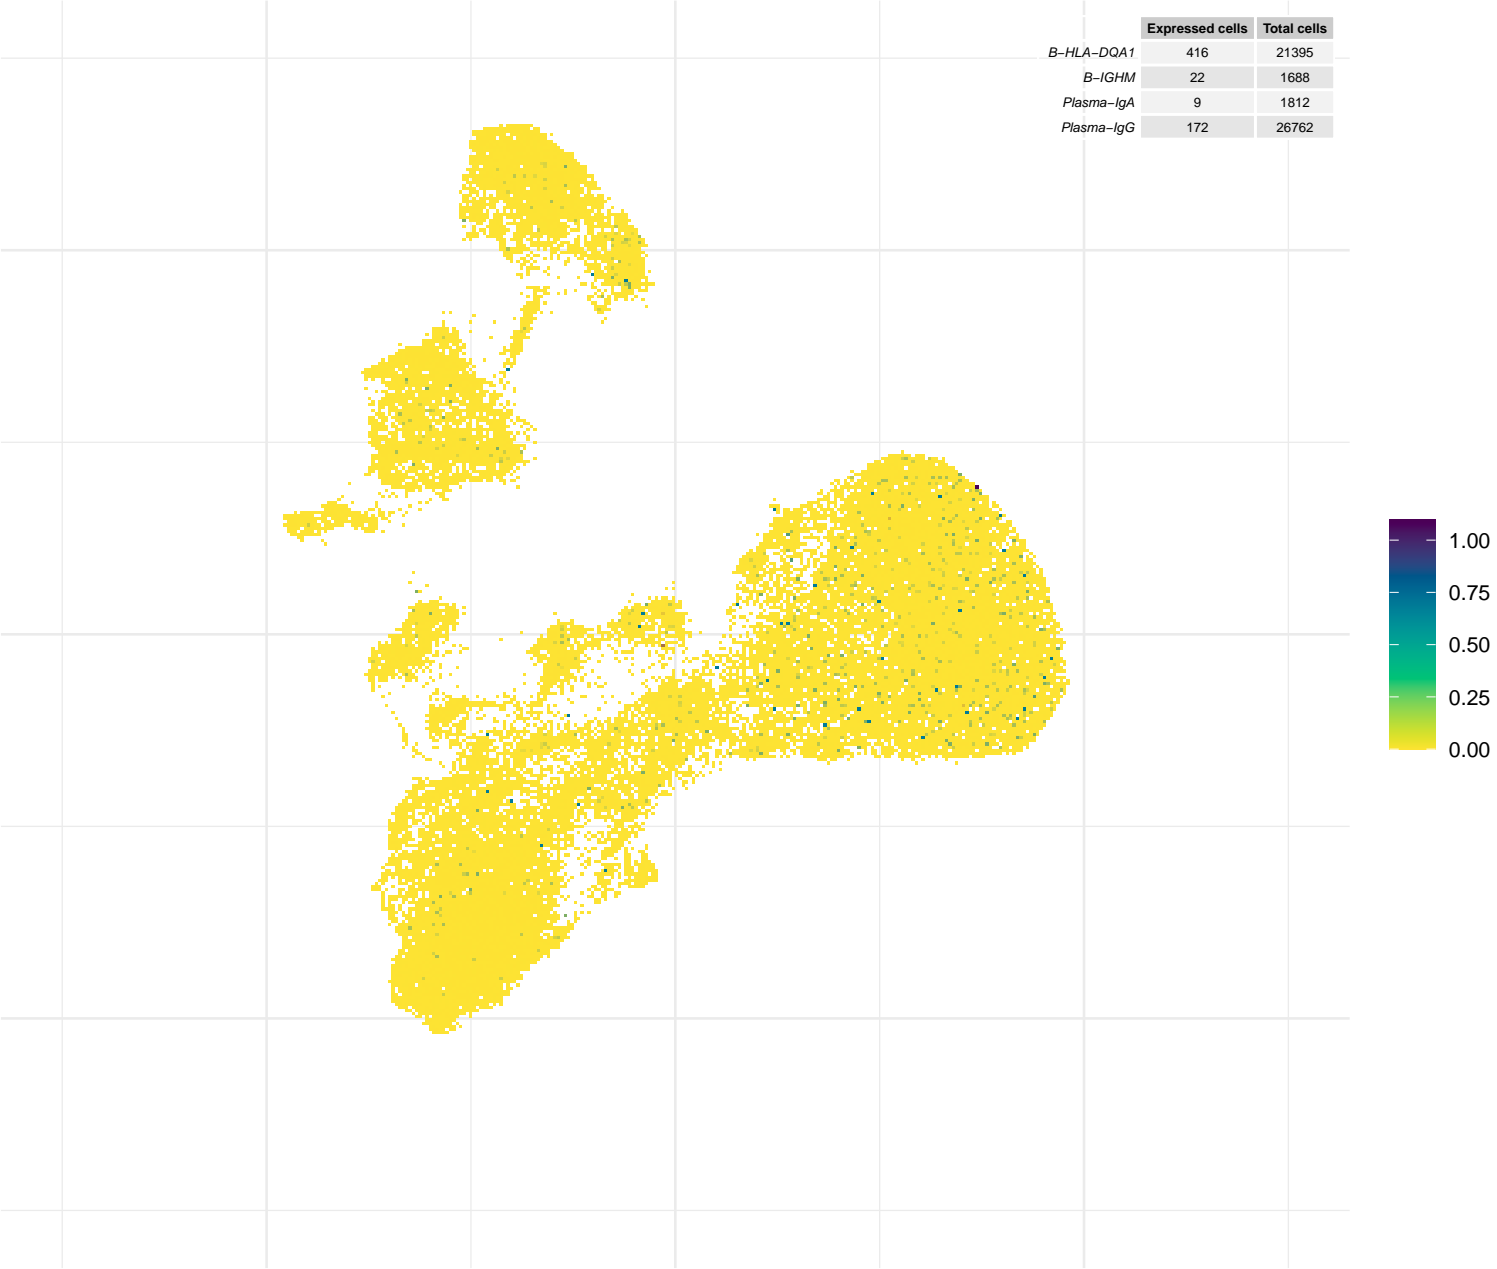 Expressed cells Total cells
B−HLA−DQA1 416 21395
B−IGHM 22 1688
Plasma−IgA 9 1812
Plasma−IgG 172 26762
1.00
0.75
0.50
0.25
0.00